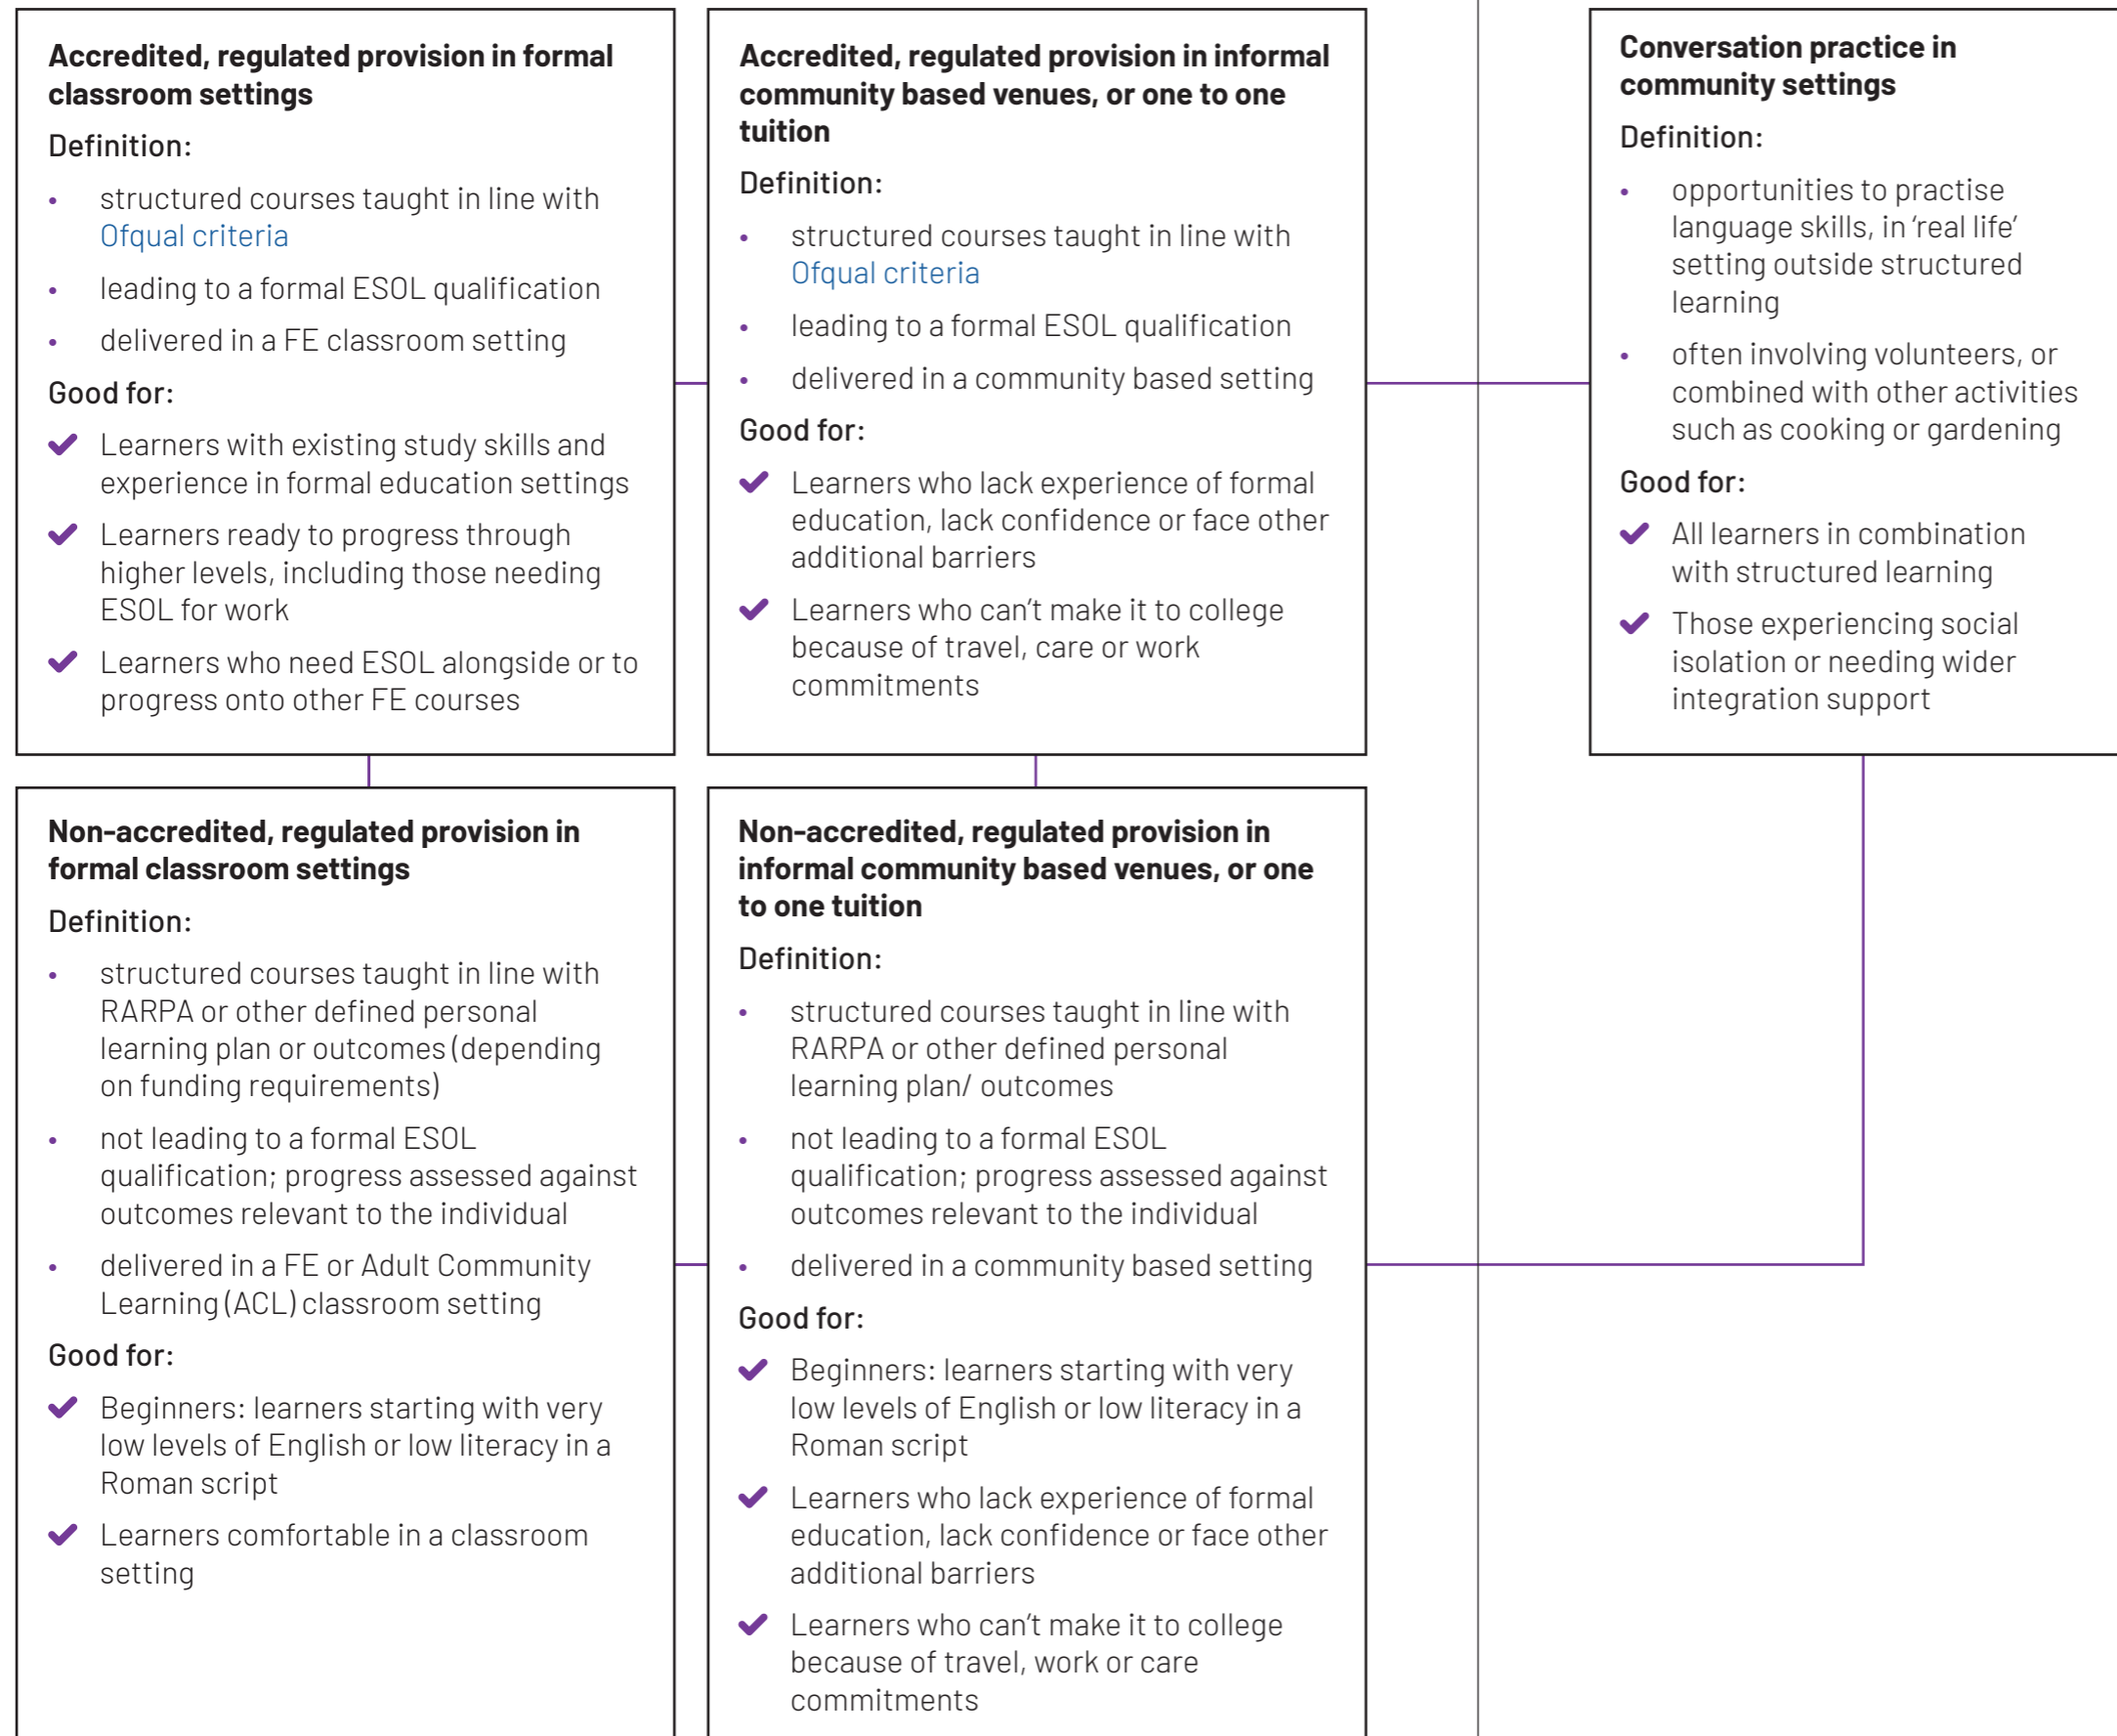 Accredited, regulated provision in formal
classroom settings
Definition:
• structured courses taught in line with
Ofqual criteria
• leading to a formal ESOL qualification
• delivered in a FE classroom setting
Good for:
✔ Learners with existing study skills and
experience in formal education settings
✔ Learners ready to progress through
higher levels, including those needing
ESOL for work
✔ Learners who need ESOL alongside or to
progress onto other FE courses
Accredited, regulated provision in informal
community based venues, or one to one
tuition
Definition:
• structured courses taught in line with
Ofqual criteria
• leading to a formal ESOL qualification
• delivered in a community based setting
Good for:
✔ Learners who lack experience of formal
education, lack confidence or face other
additional barriers
✔ Learners who can't make it to college
because of travel, care or work
commitments
Conversation practice in
community settings
Definition:
• opportunities to practise
language skills, in ‘real life’
setting outside structured
learning
• often involving volunteers, or
combined with other activities
such as cooking or gardening
Good for:
✔ All learners in combination
with structured learning
✔ Those experiencing social
isolation or needing wider
integration support
Non-accredited, regulated provision in
formal classroom settings
Definition:
• structured courses taught in line with
RARPA or other defined personal
learning plan or outcomes (depending
on funding requirements)
• not leading to a formal ESOL
qualification; progress assessed against
outcomes relevant to the individual
• delivered in a FE or Adult Community
Learning (ACL) classroom setting
Good for:
✔ Beginners: learners starting with very
low levels of English or low literacy in a
Roman script
✔ Learners comfortable in a classroom
setting
Non-accredited, regulated provision in
informal community based venues, or one
to one tuition
Definition:
• structured courses taught in line with
RARPA or other defined personal
learning plan/ outcomes
• not leading to a formal ESOL
qualification; progress assessed against
outcomes relevant to the individual
• delivered in a community based setting
Good for:
✔ Beginners: learners starting with very
low levels of English or low literacy in a
Roman script
✔ Learners who lack experience of formal
education, lack confidence or face other
additional barriers
✔ Learners who can't make it to college
because of travel, work or care
commitments